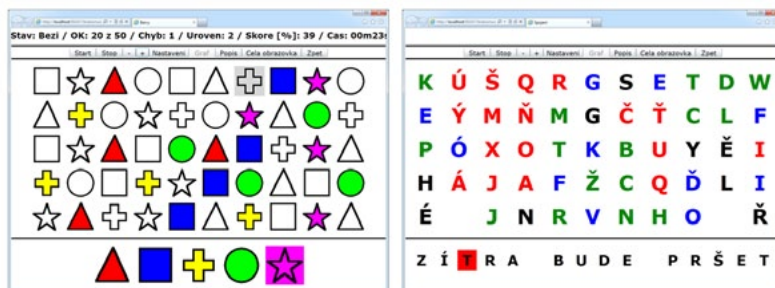 Stav: Bezi / OK: 20 z 50 / Chyb: 1 / Uroven: 2 / Skore [%]: 39 / Cas: 00m23s
Start Stop - + Nastaveni Graf Popis Cela obrazovka Zpet
Start Stop - + Nastaveni Graf Popis Cela obrazovka Zpet
K Ú Š Q R G S E T D W
E Ý M Ň M G Č Ť C L F
P Ó X O T K B U Y Ě I
H Á J A F Ž C Q Ď L I
É J N R V N H O Ř
Z Í T R A B U D E P R Š E T